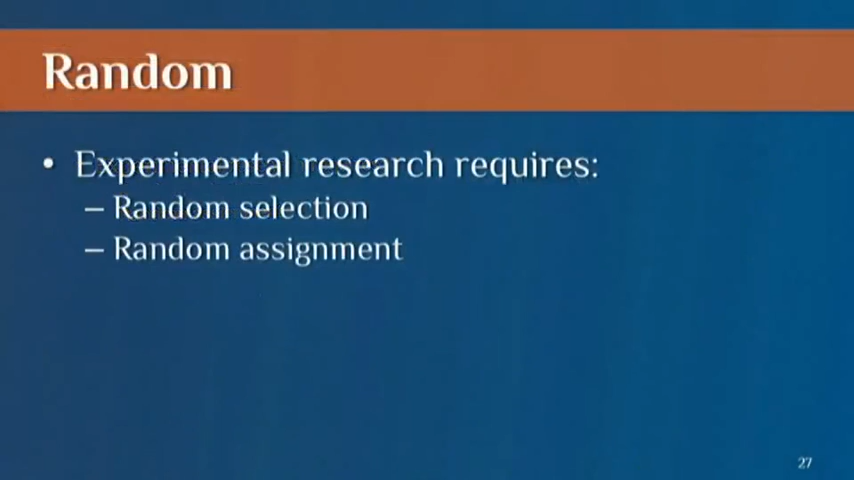 Random
• Experimental research requires:
– Random selection
– Random assignment
27